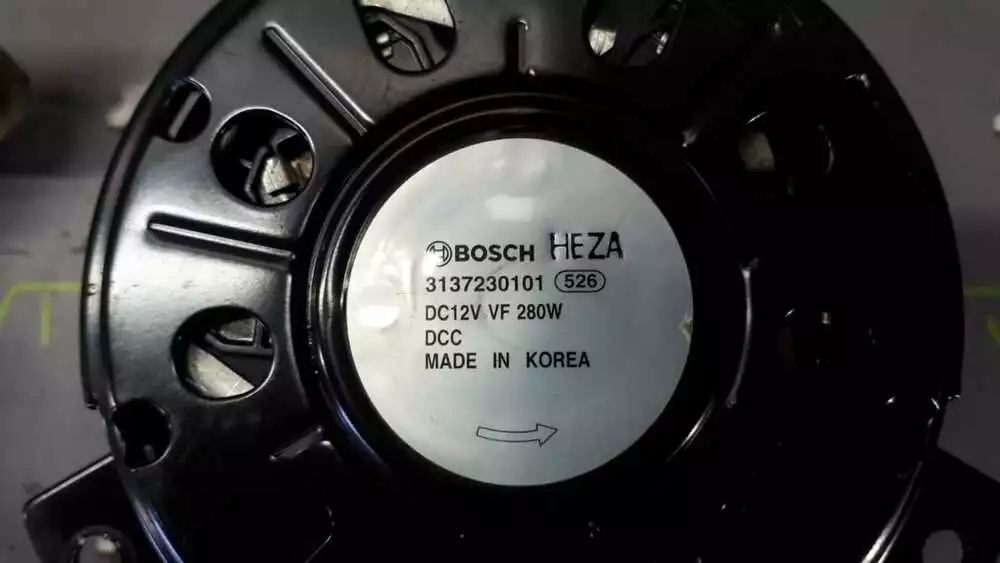 BOSCH HEZA
3137230101 526
DC12V VF 280W
DCC
MADE IN KOREA